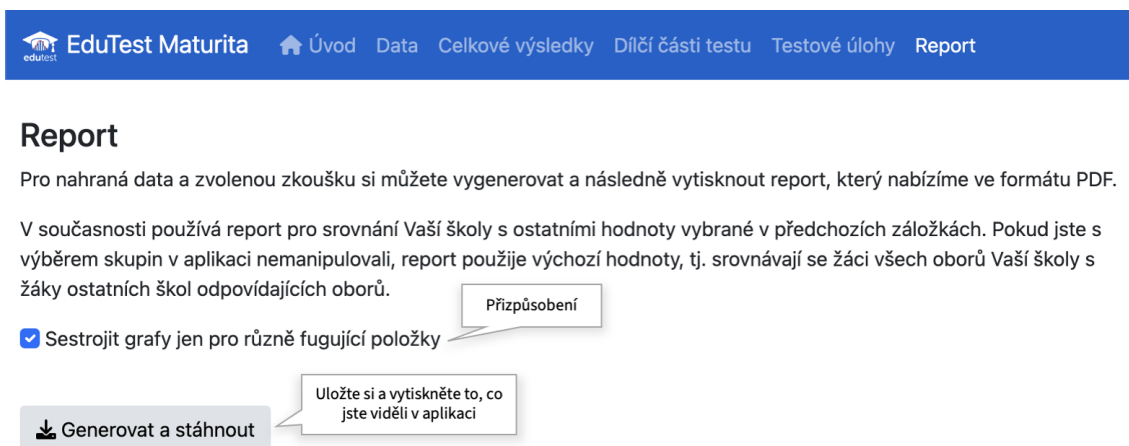 edutest
EduTest Maturita Úvod Data Celkové výsledky Dílčí části testu Testové úlohy Report
Report
Pro nahraná data a zvolenou zkoušku si můžete vygenerovat a následně vytisknout report, který nabízíme ve formátu PDF.
V současnosti používá report pro srovnání Vaší školy s ostatními hodnoty vybrané v předchozích záložkách. Pokud jste s
výběrem skupin v aplikaci nemanipulovali, report použije výchozí hodnoty, tj. srovnávají se žáci všech oborů Vaší školy s
žáky ostatních škol odpovídajících oborů.
Přizpůsobení
Sestrojit grafy jen pro různě fugující položky
Uložte si a vytiskněte to, co
jste viděli v aplikaci
Generovat a stáhnout